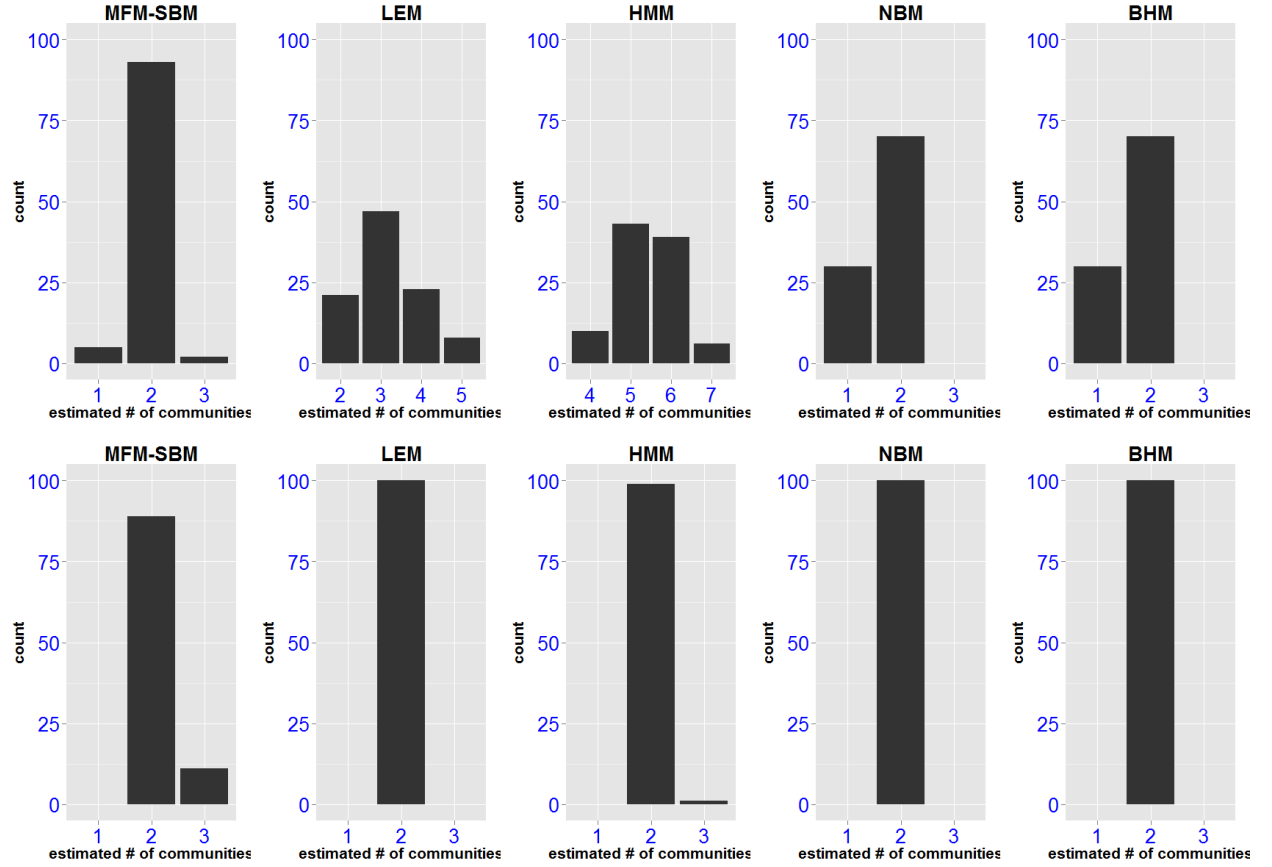 MFM-SBM LEM HMM NBM BHM
100 100 100 100 100
75 75 75 75 75
count count count count count
50 50 50 50 50
25 25 25 25 25
0 0 0 0 0
1 2 3 2 3 4 5 4 5 6 7 1 2 3 1 2 3
estimated # of communities estimated # of communities estimated # of communities estimated # of communities estimated # of communities
MFM-SBM LEM HMM NBM BHM
100 100 100 100 100
75 75 75 75 75
count count count count count
50 50 50 50 50
25 25 25 25 25
0 0 0 0 0
1 2 3 1 2 3 1 2 3 1 2 3 1 2 3
estimated # of communities estimated # of communities estimated # of communities estimated # of communities estimated # of communities